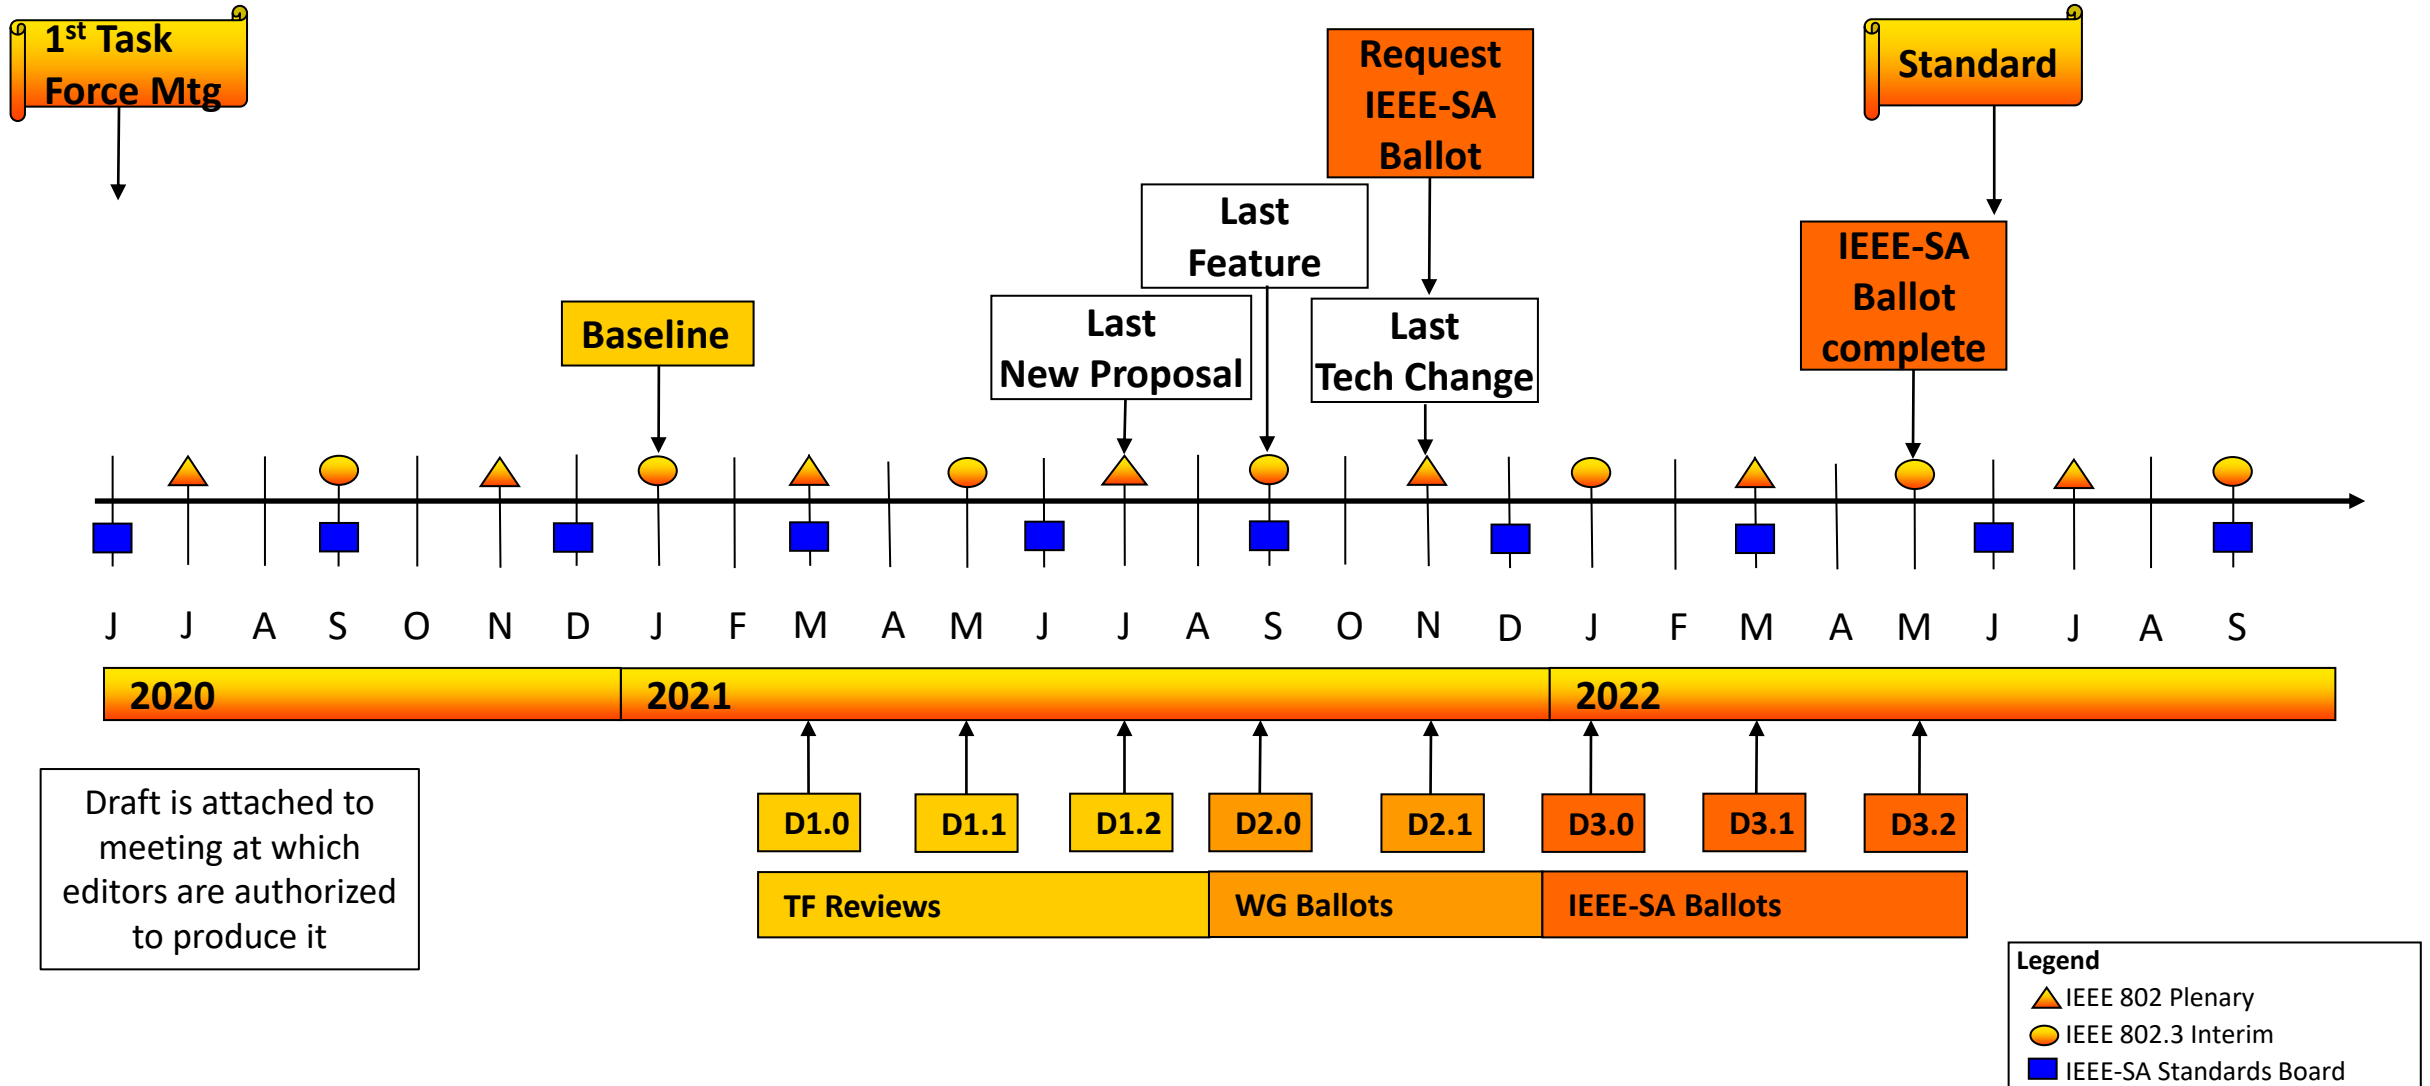 1st Task
Force Mtg
Request
IEEE-SA
Ballot
Standard
Last
Feature
IEEE-SA
Ballot
complete
Baseline
Last
New Proposal
Last
Tech Change
J J A S O N D J F M A M J J A S O N D J F M A M J J A S
2020 2021 2022
Draft is attached to
meeting at which
editors are authorized
to produce it
D1.0 D1.1 D1.2 D2.0 D2.1 D3.0 D3.1 D3.2
TF Reviews WG Ballots IEEE-SA Ballots
Legend
IEEE 802 Plenary
IEEE 802.3 Interim
IEEE-SA Standards Board